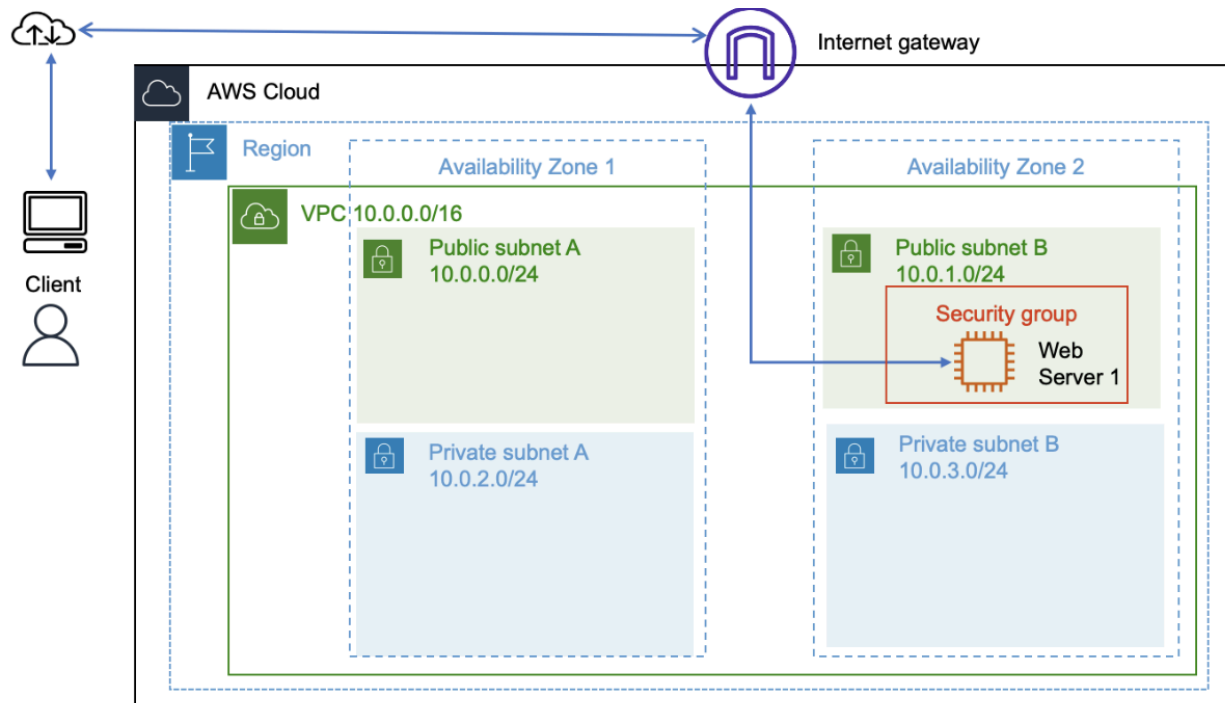 Internet gateway
AWS Cloud
Region
Availability Zone 1
Availability Zone 2
VPC 10.0.0.0/16
Public subnet A
10.0.0.0/24
Public subnet B
10.0.1.0/24
Client
Security group
Web
Server 1
Private subnet A
10.0.2.0/24
Private subnet B
10.0.3.0/24